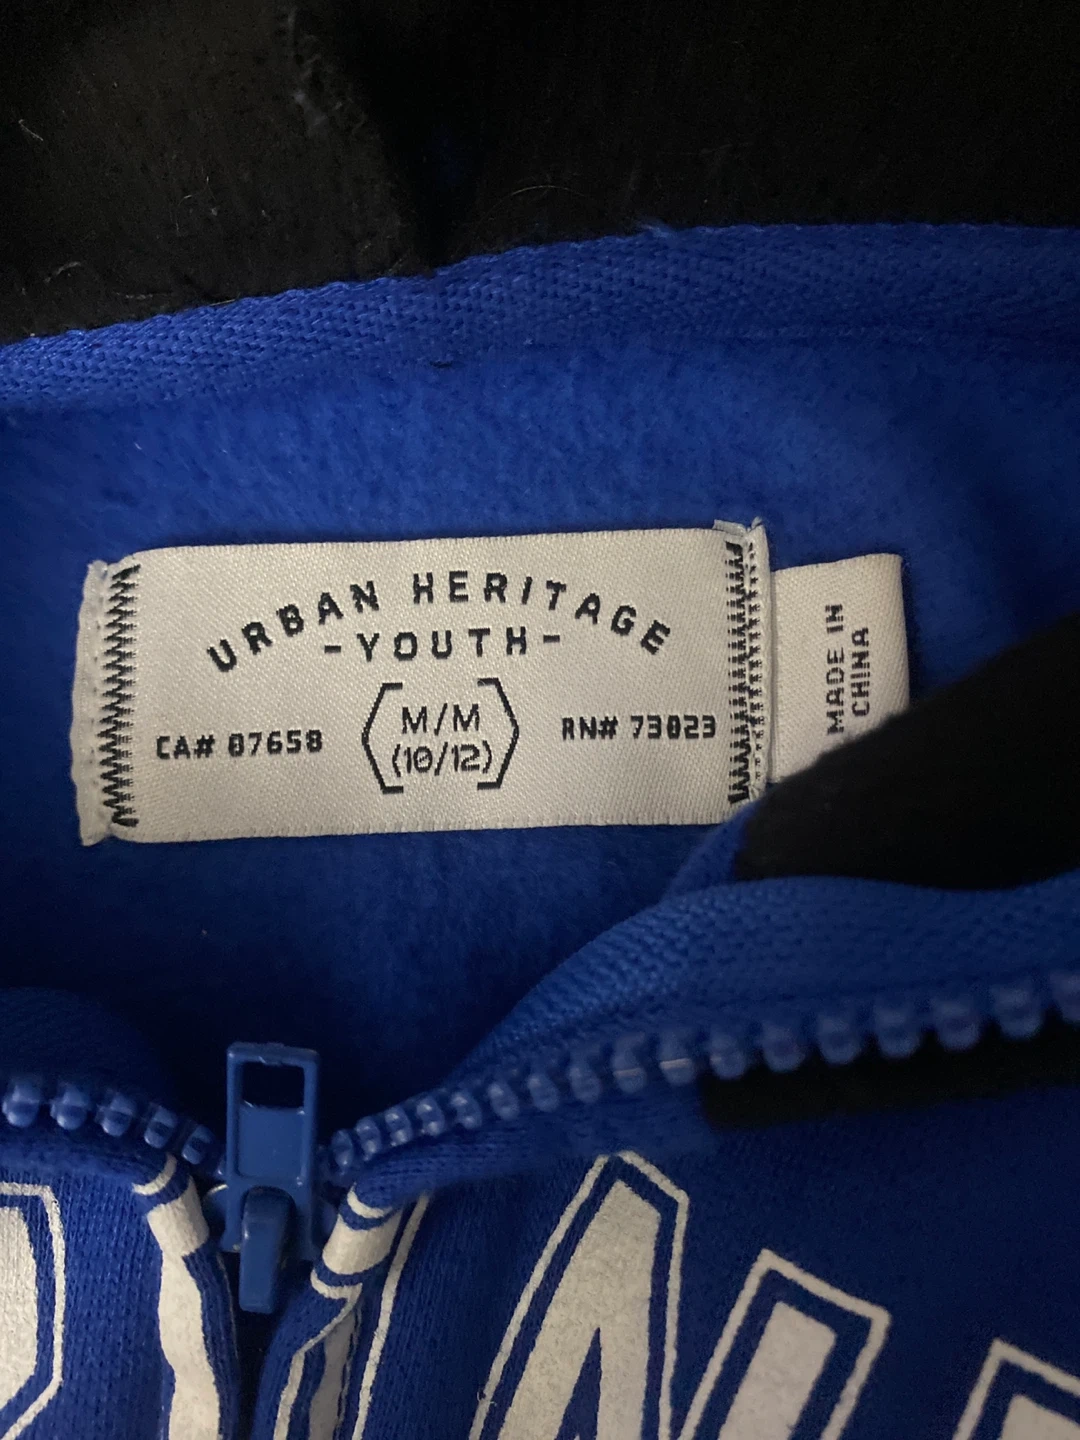 URBAN HERITAGE
-YOUTH-
CA# 07658
M/M
(10/12)
RN# 73023
MADE IN
CHINA